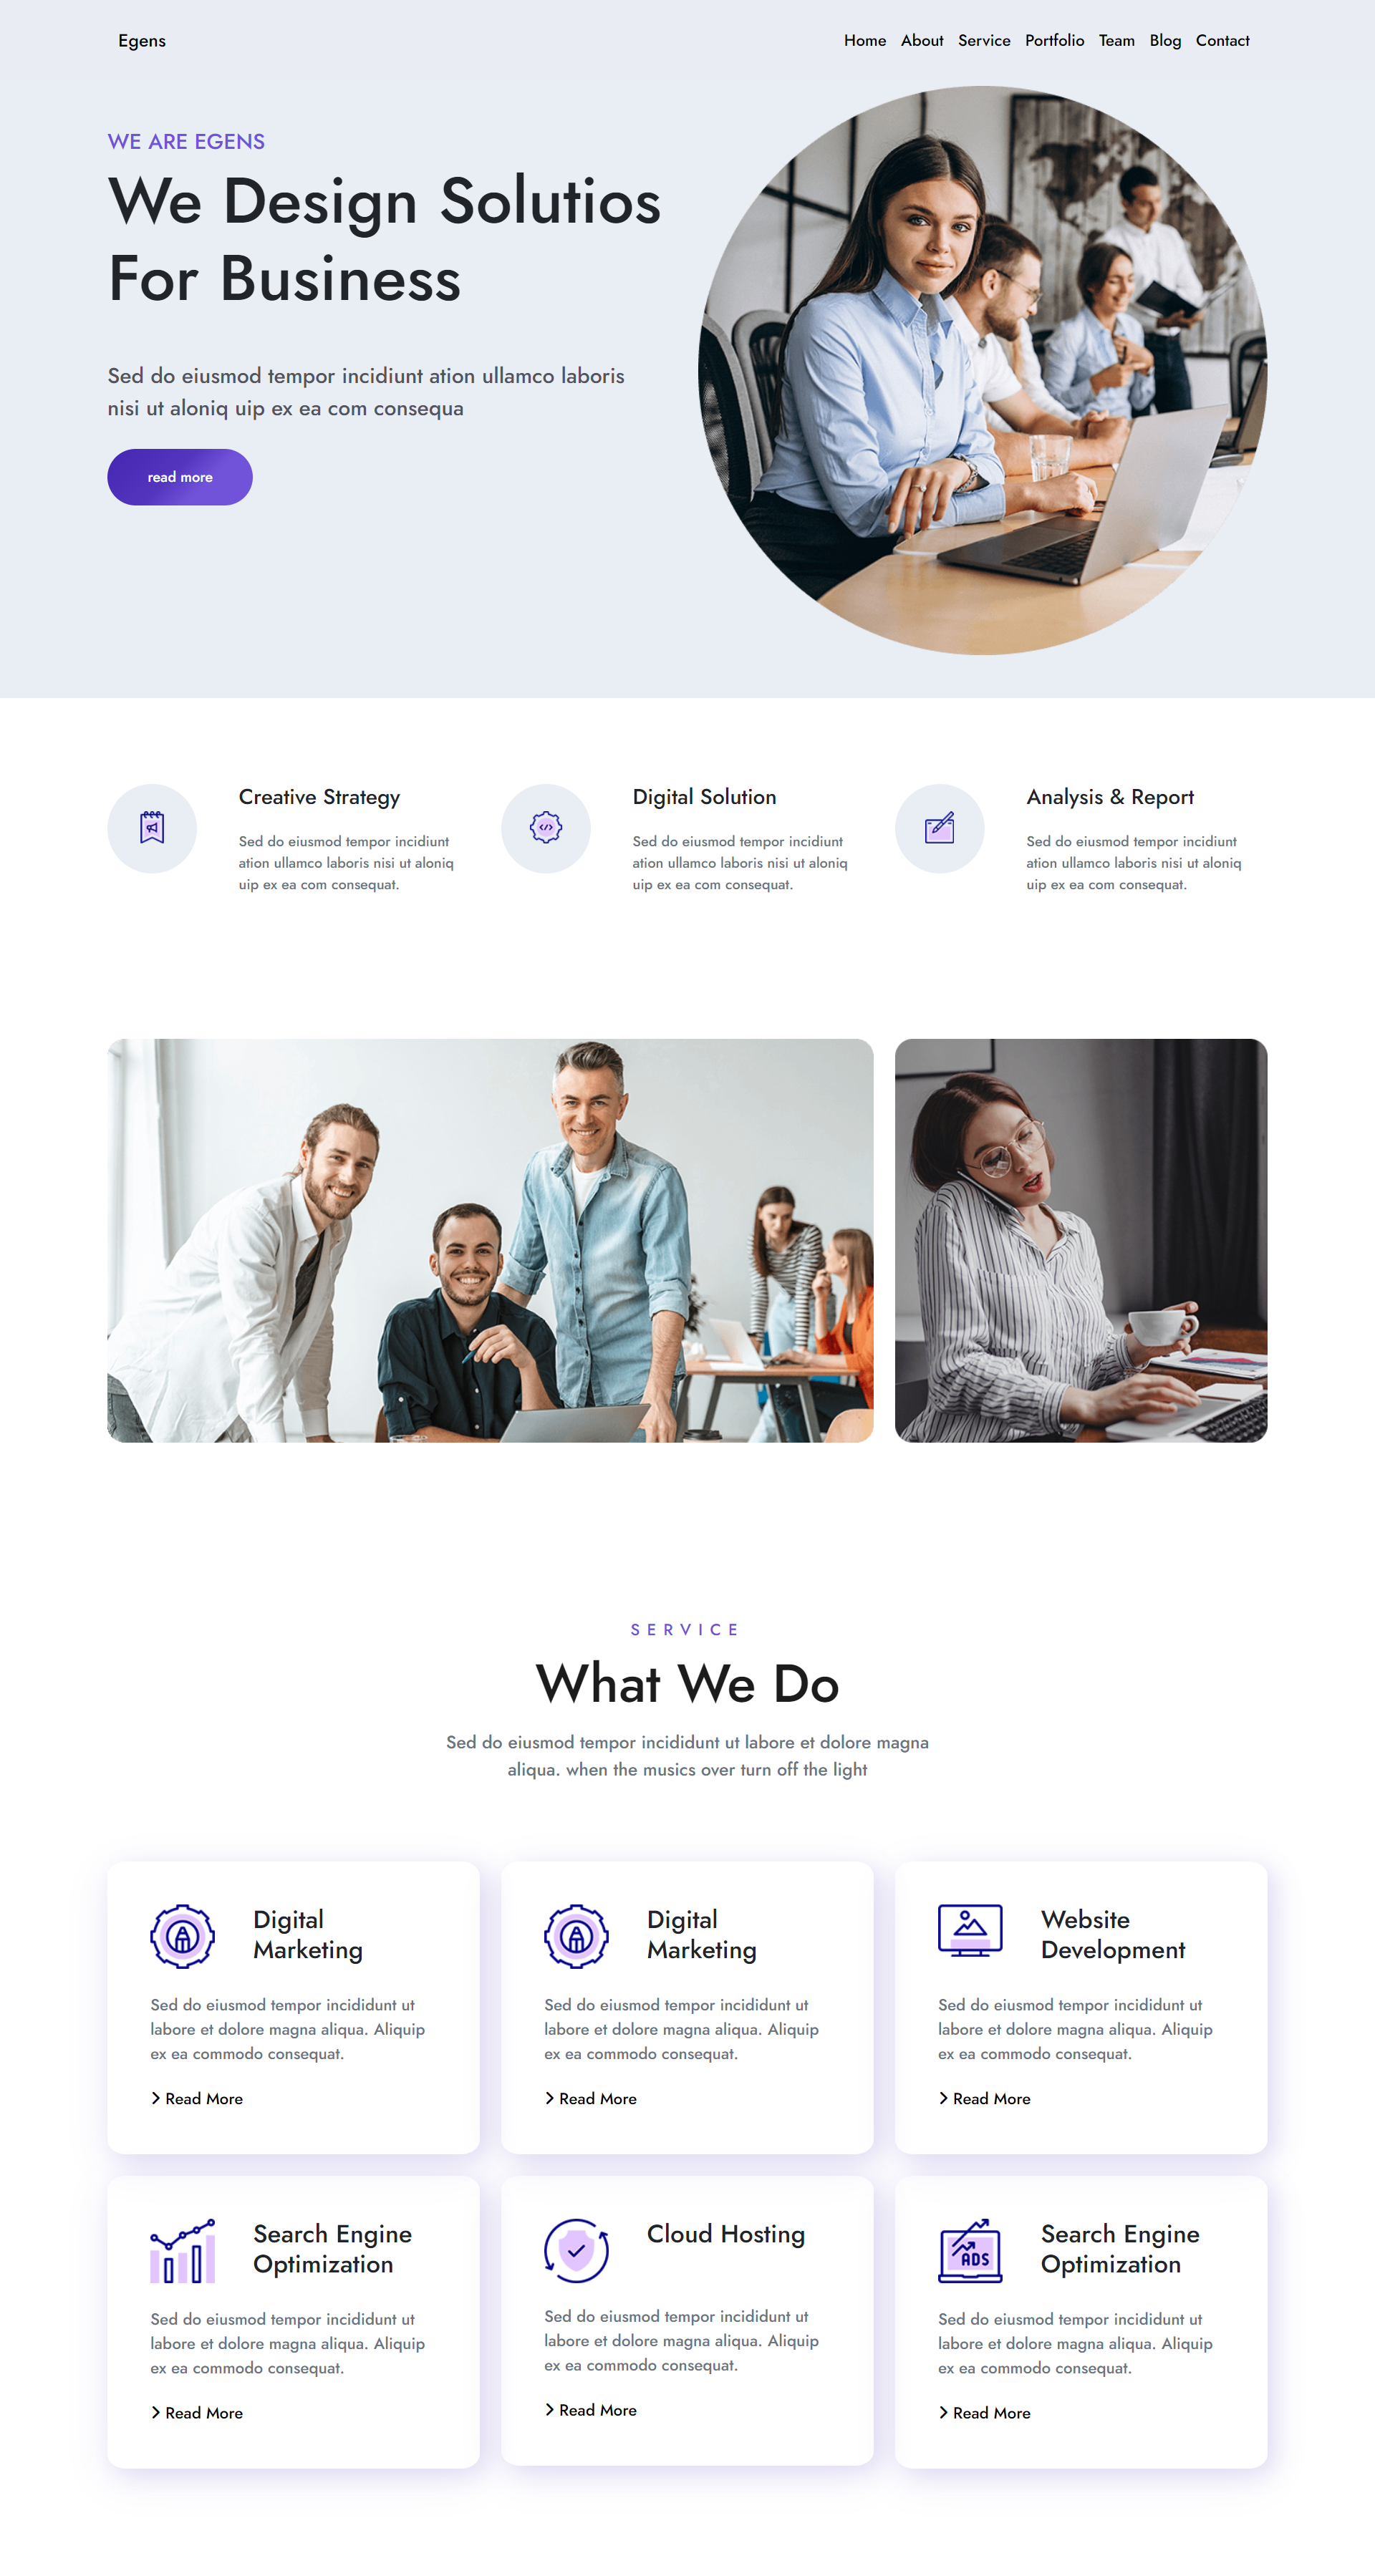 Egens
Home About Service Portfolio Team Blog Contact
WE ARE EGENS
We Design Solutios
For Business
Sed do eiusmod tempor incidiunt ation ullamco laboris
nisi ut aloniq uip ex ea com consequa
read more
Creative Strategy
Sed do eiusmod tempor incidiunt
ation ullamco laboris nisi ut aloniq
uip ex ea com consequat.
Digital Solution
Sed do eiusmod tempor incidiunt
ation ullamco laboris nisi ut aloniq
uip ex ea com consequat.
Analysis & Report
Sed do eiusmod tempor incidiunt
ation ullamco laboris nisi ut aloniq
uip ex ea com consequat.
SERVICE
What We Do
Sed do eiusmod tempor incididunt ut labore et dolore magna
aliqua. when the musics over turn off the light
Digital
Marketing
Sed do eiusmod tempor incididunt ut
labore et dolore magna aliqua. Aliquip
ex ea commodo consequat.
Read More
Digital
Marketing
Sed do eiusmod tempor incididunt ut
labore et dolore magna aliqua. Aliquip
ex ea commodo consequat.
Read More
Website
Development
Sed do eiusmod tempor incididunt ut
labore et dolore magna aliqua. Aliquip
ex ea commodo consequat.
Read More
Search Engine
Optimization
Sed do eiusmod tempor incididunt ut
labore et dolore magna aliqua. Aliquip
ex ea commodo consequat.
Read More
Cloud Hosting
Sed do eiusmod tempor incididunt ut
labore et dolore magna aliqua. Aliquip
ex ea commodo consequat.
Read More
ADS
Search Engine
Optimization
Sed do eiusmod tempor incididunt ut
labore et dolore magna aliqua. Aliquip
ex ea commodo consequat.
Read More